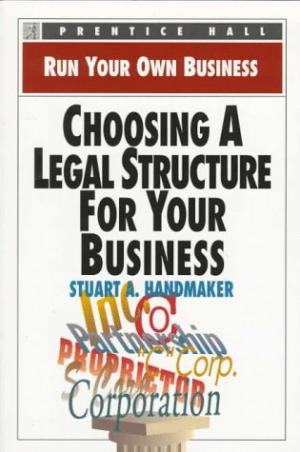 PRENTICE HALL
RUN YOUR OWN BUSINESS
CHOOSING A
LEGAL STRUCTURE
FOR YOUR
BUSINESS
STUART A. HANDMAKER
Inc.
Co.
Partnership
Corp.
PROPRIETOR
Corporation